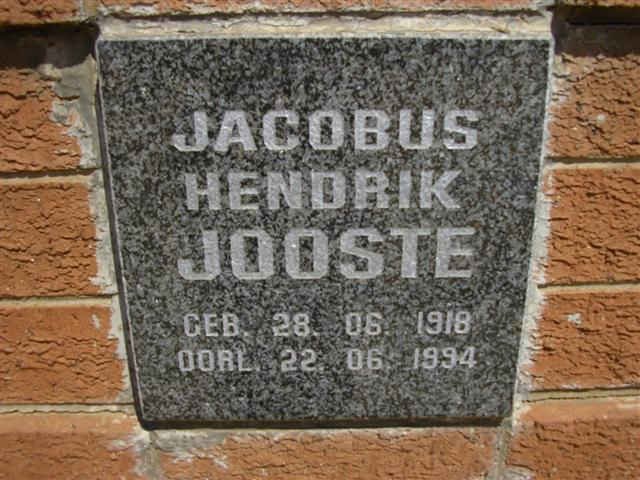 JACOBUS
HENDRIK
JOOSTE
GEB. 28. 06. 1918
OORL. 22. 06. 1994